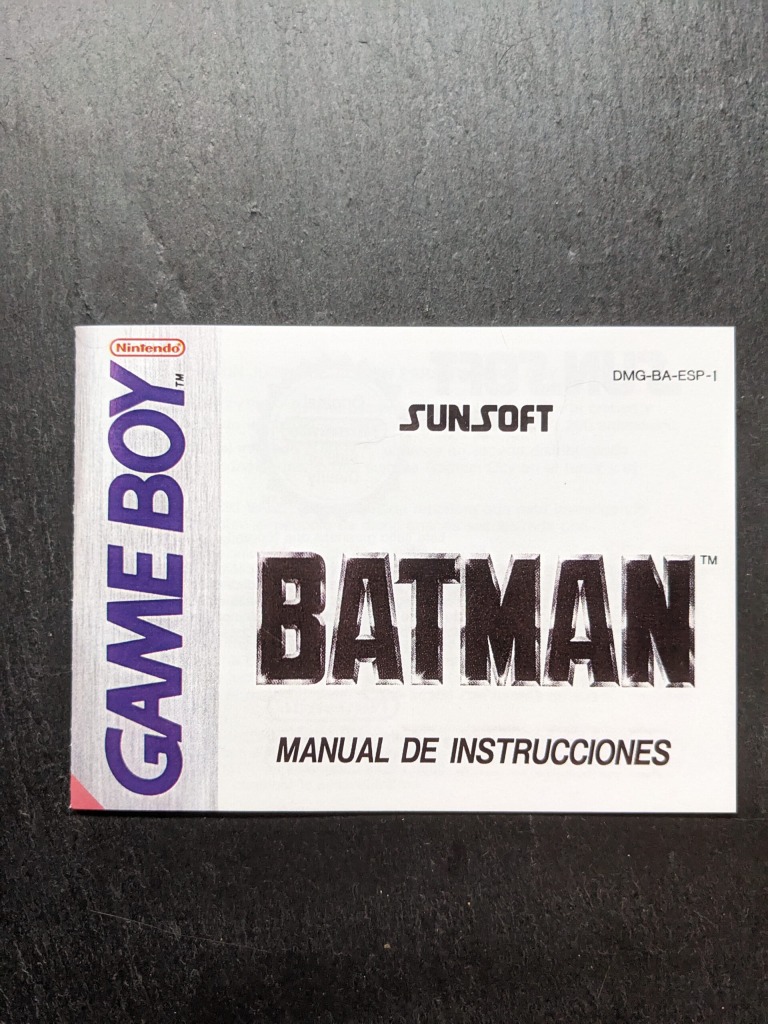 Nintendo
GAME BOY™
DMG-BA-ESP-1
SUNSOFT
BATMAN™
MANUAL DE INSTRUCCIONES